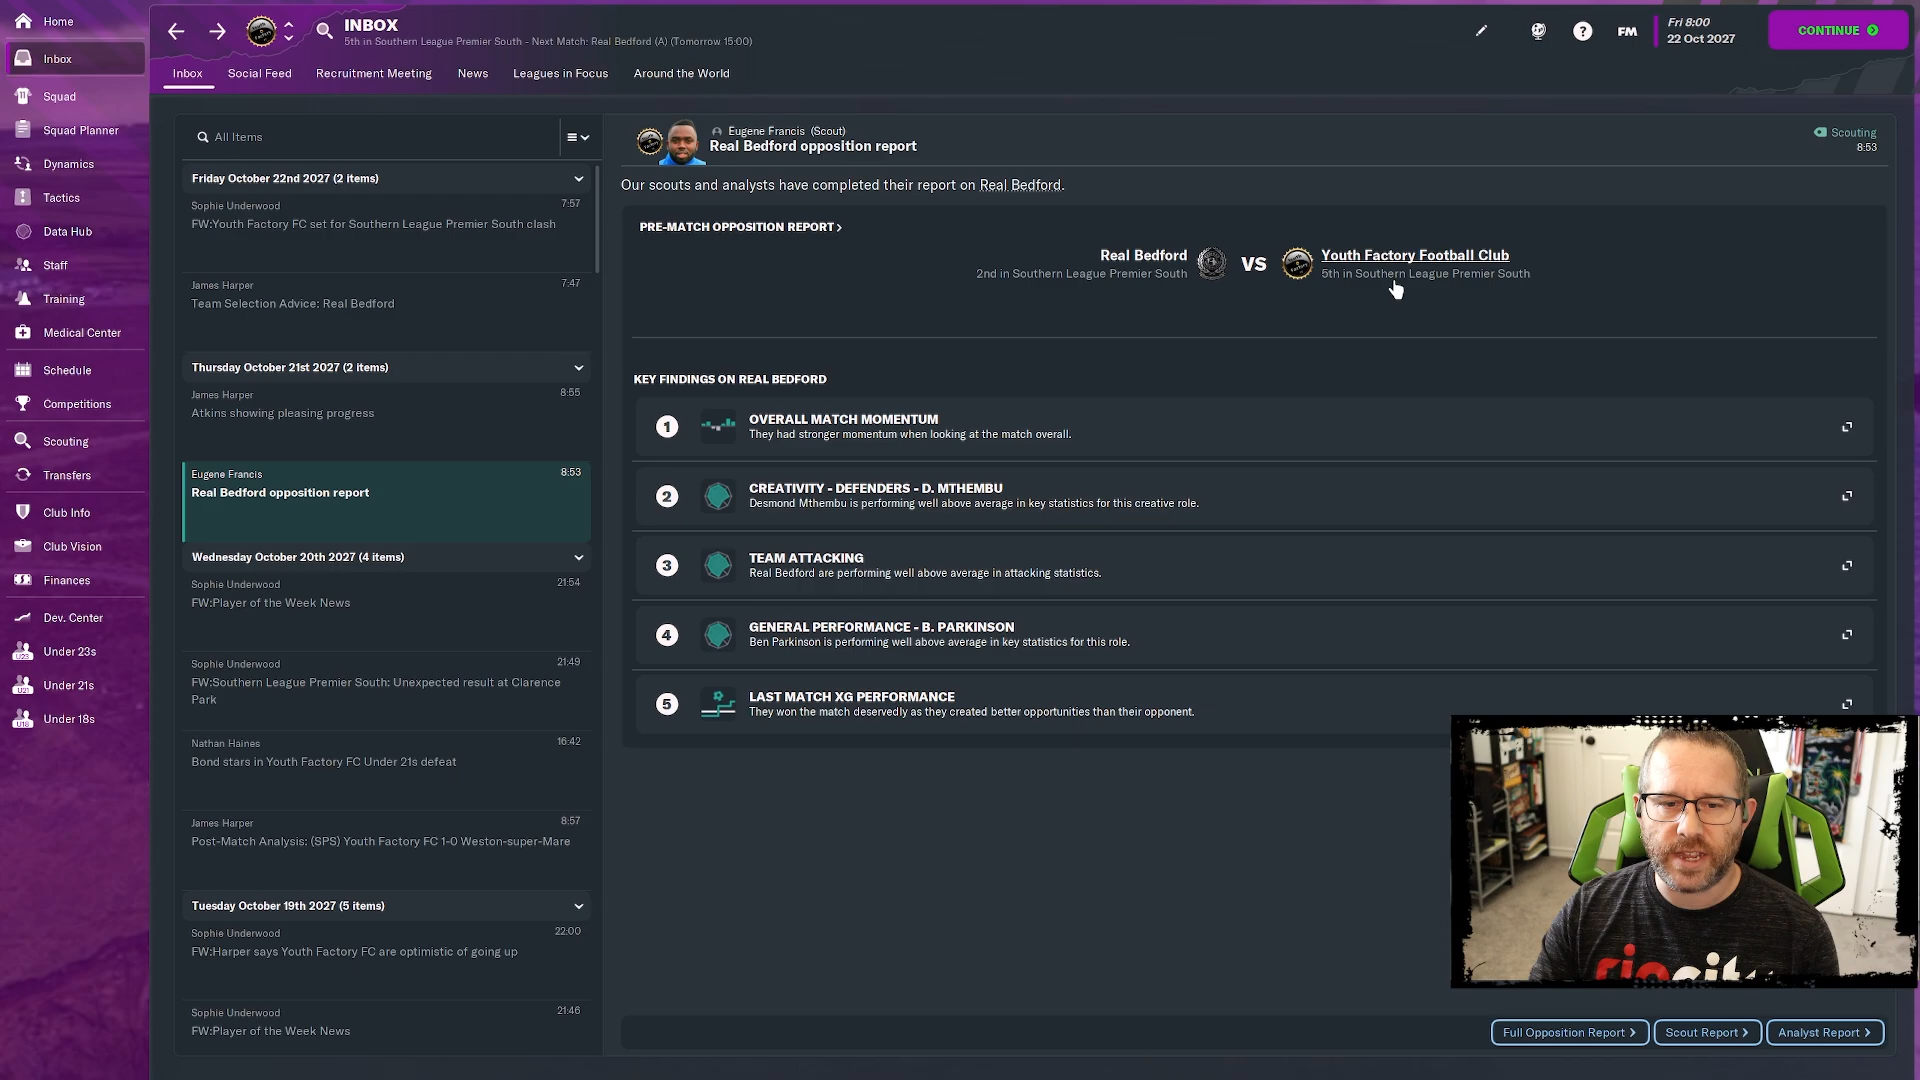 Home
Inbox
Squad
Squad Planner
Dynamics
Tactics
Data Hub
Staff
Training
Medical Center
Schedule
Competitions
Scouting
Transfers
Club Info
Club Vision
Finances
Dev. Center
Under 23s
Under 21s
Under 18s
INBOX
5th in Southern League Premier South - Next Match: Real Bedford (A) (Tomorrow 15:00)
FM
Fri 8:00
22 Oct 2027
CONTINUE
Inbox
Social Feed
Recruitment Meeting
News
Leagues in Focus
Around the World
All Items
Friday October 22nd 2027 (2 items)
Sophie Underwood 7:57
FW:Youth Factory FC set for Southern League Premier South clash
James Harper 7:47
Team Selection Advice: Real Bedford
Thursday October 21st 2027 (2 items)
James Harper 8:55
Atkins showing pleasing progress
Eugene Francis 8:53
Real Bedford opposition report
Wednesday October 20th 2027 (4 items)
Sophie Underwood 21:54
FW:Player of the Week News
Sophie Underwood 21:49
FW:Southern League Premier South: Unexpected result at Clarence
Park
Nathan Haines 16:42
Bond stars in Youth Factory FC Under 21s defeat
James Harper 8:57
Post-Match Analysis: (SPS) Youth Factory FC 1-0 Weston-super-Mare
Tuesday October 19th 2027 (5 items)
Sophie Underwood 22:00
FW:Harper says Youth Factory FC are optimistic of going up
Sophie Underwood 21:46
FW:Player of the Week News
Eugene Francis (Scout)
Real Bedford opposition report
Scouting
8:53
Our scouts and analysts have completed their report on Real Bedford.
PRE-MATCH OPPOSITION REPORT >
Real Bedford
2nd in Southern League Premier South
VS
Youth Factory Football Club
5th in Southern League Premier South
KEY FINDINGS ON REAL BEDFORD
1
OVERALL MATCH MOMENTUM
They had stronger momentum when looking at the match overall.
2
CREATIVITY - DEFENDERS - D. MTHEMBU
Desmond Mthembu is performing well above average in key statistics for this creative role.
3
TEAM ATTACKING
Real Bedford are performing well above average in attacking statistics.
4
GENERAL PERFORMANCE - B. PARKINSON
Ben Parkinson is performing well above average in key statistics for this role.
5
LAST MATCH XG PERFORMANCE
They won the match deservedly as they created better opportunities than their opponent.
Full Opposition Report >
Scout Report >
Analyst Report >